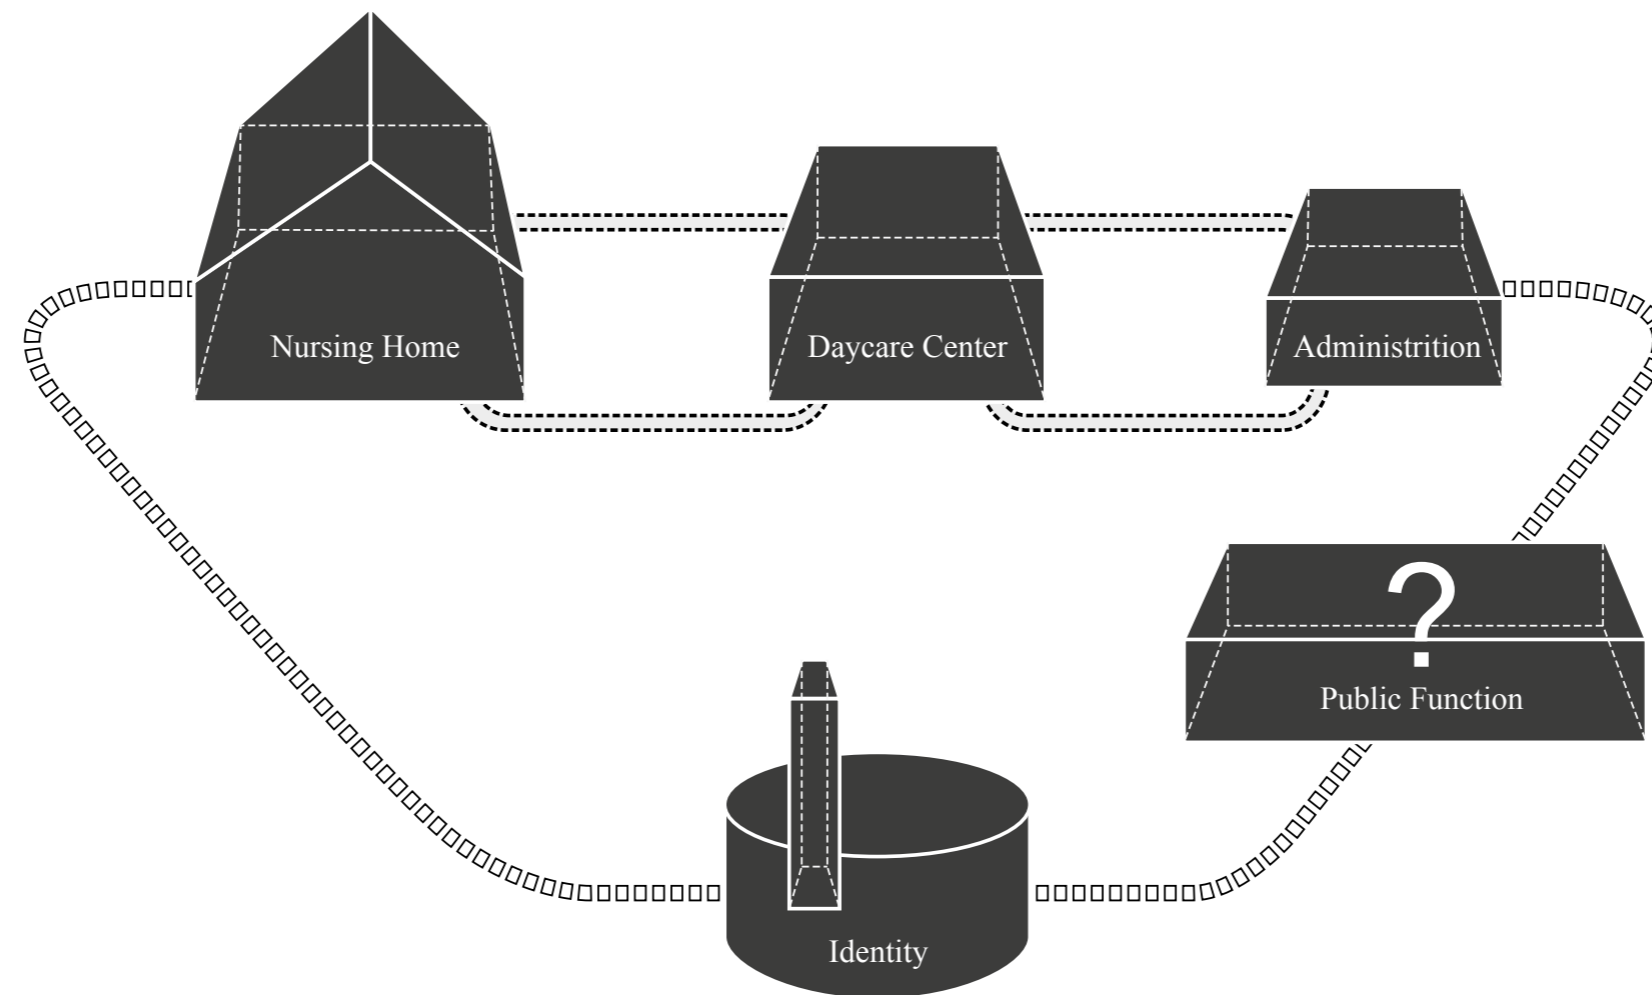 Nursing Home
Daycare Center
Administrition
?
Public Function
Identity